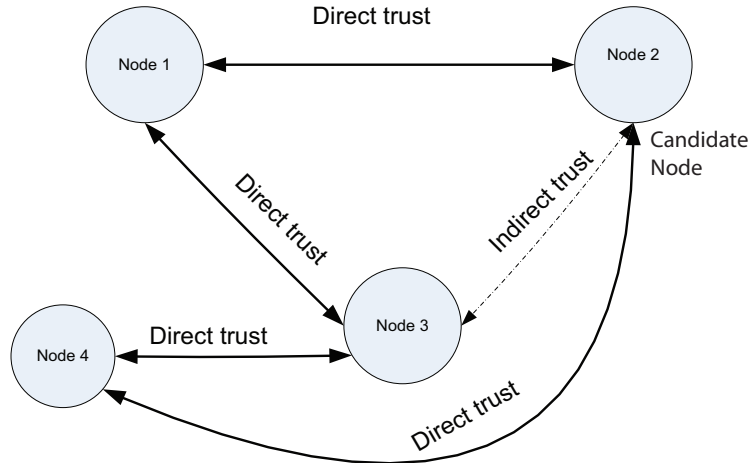 Direct trust
Node 1
Node 2
Candidate
Node
Indirect trust
Direct trust
Node 3
Direct trust
Node 4
Direct trust